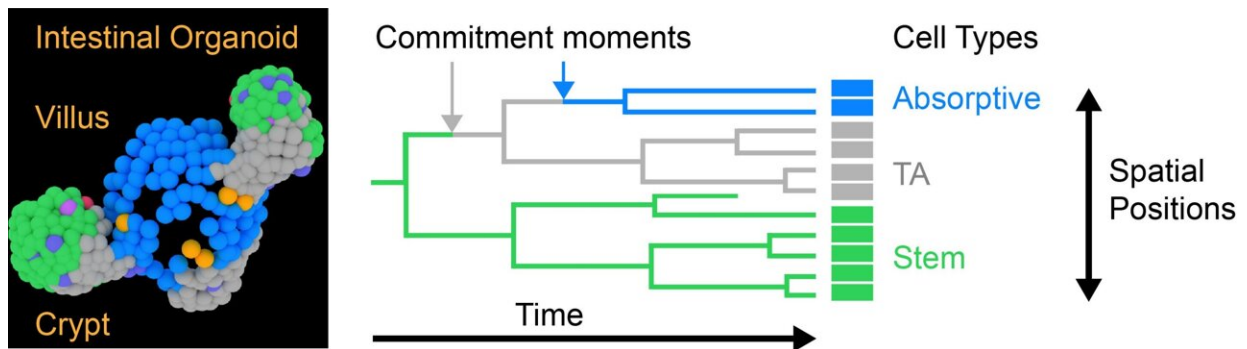 Intestinal Organoid
Villus
Crypt
Commitment moments
Time
Cell Types
Absorptive
TA
Stem
Spatial
Positions